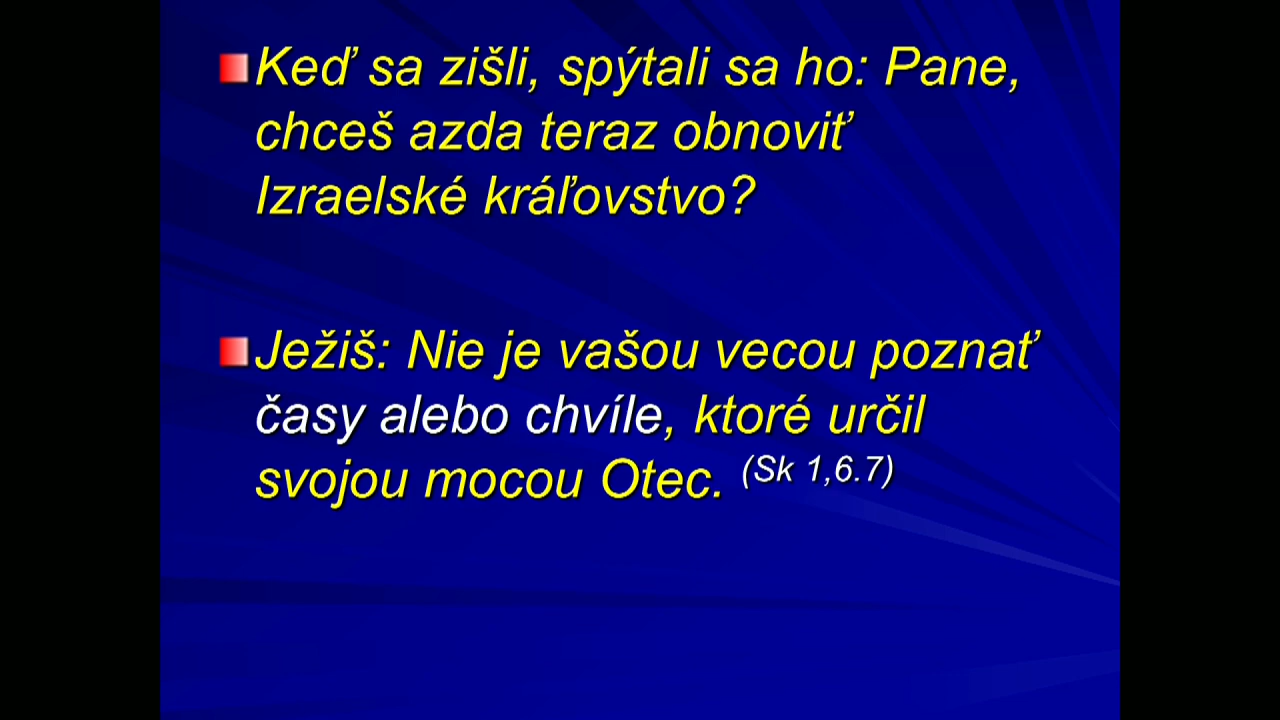 Keď sa zišli, spýtali sa ho: Pane,
chceš azda teraz obnoviť
Izraelské kráľovstvo?
Ježiš: Nie je vašou vecou poznať
časy alebo chvíle, ktoré určil
svojou mocou Otec. (Sk 1,6.7)